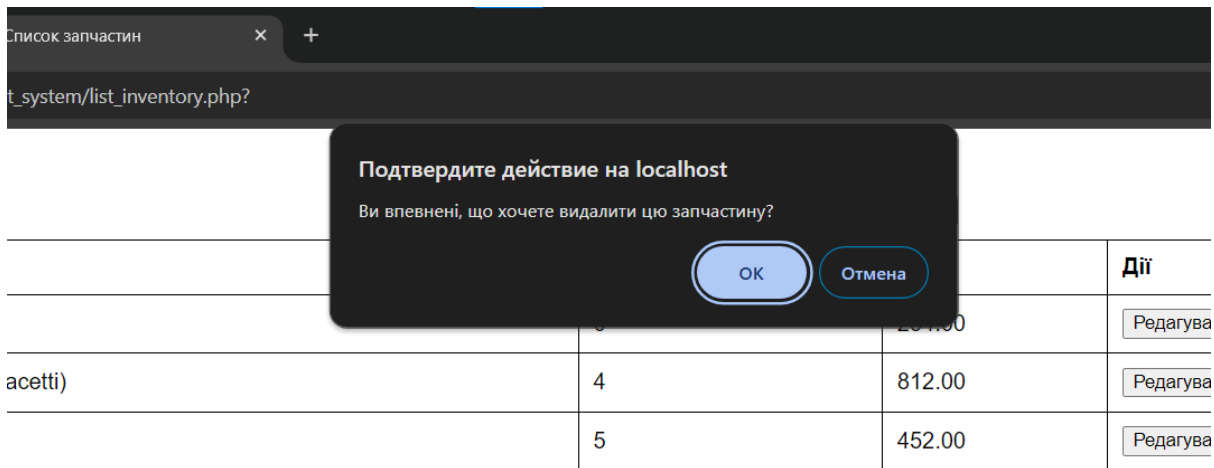 Список запчастин
t_system/list_inventory.php?
Подтвердите действие на localhost
Ви впевнені, що хочете видалити цю запчастину?
ОК Отмена
Дії
Редагува
acetti) 4 812.00 Редагува
5 452.00 Редагува